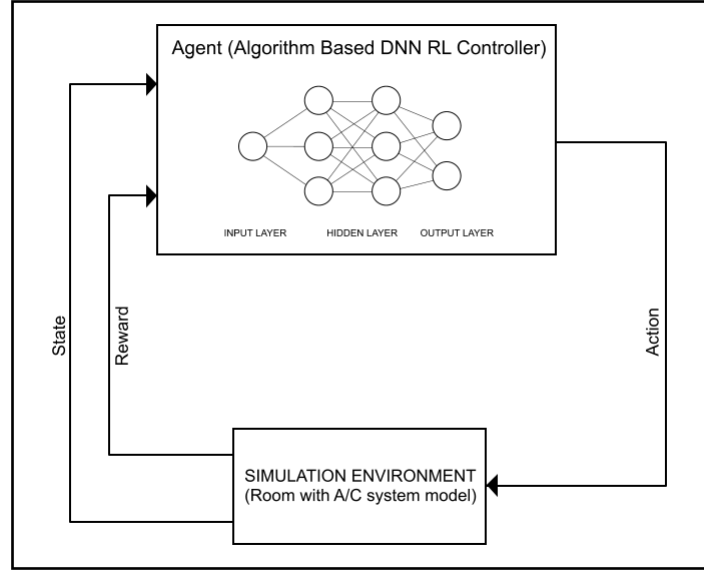 Agent (Algorithm Based DNN RL Controller)
INPUT LAYER
HIDDEN LAYER
OUTPUT LAYER
State
Reward
Action
SIMULATION ENVIRONMENT
(Room with A/C system model)